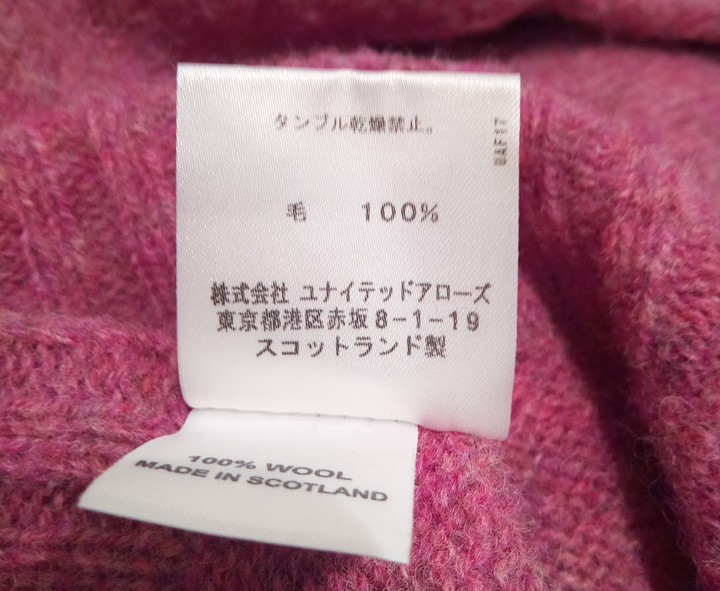 タンブル乾燥禁止。
UAF17
毛 100%
株式会社 ユナイテッドアローズ
東京都港区赤坂8-1-19
スコットランド製
100% WOOL
MADE IN SCOTLAND